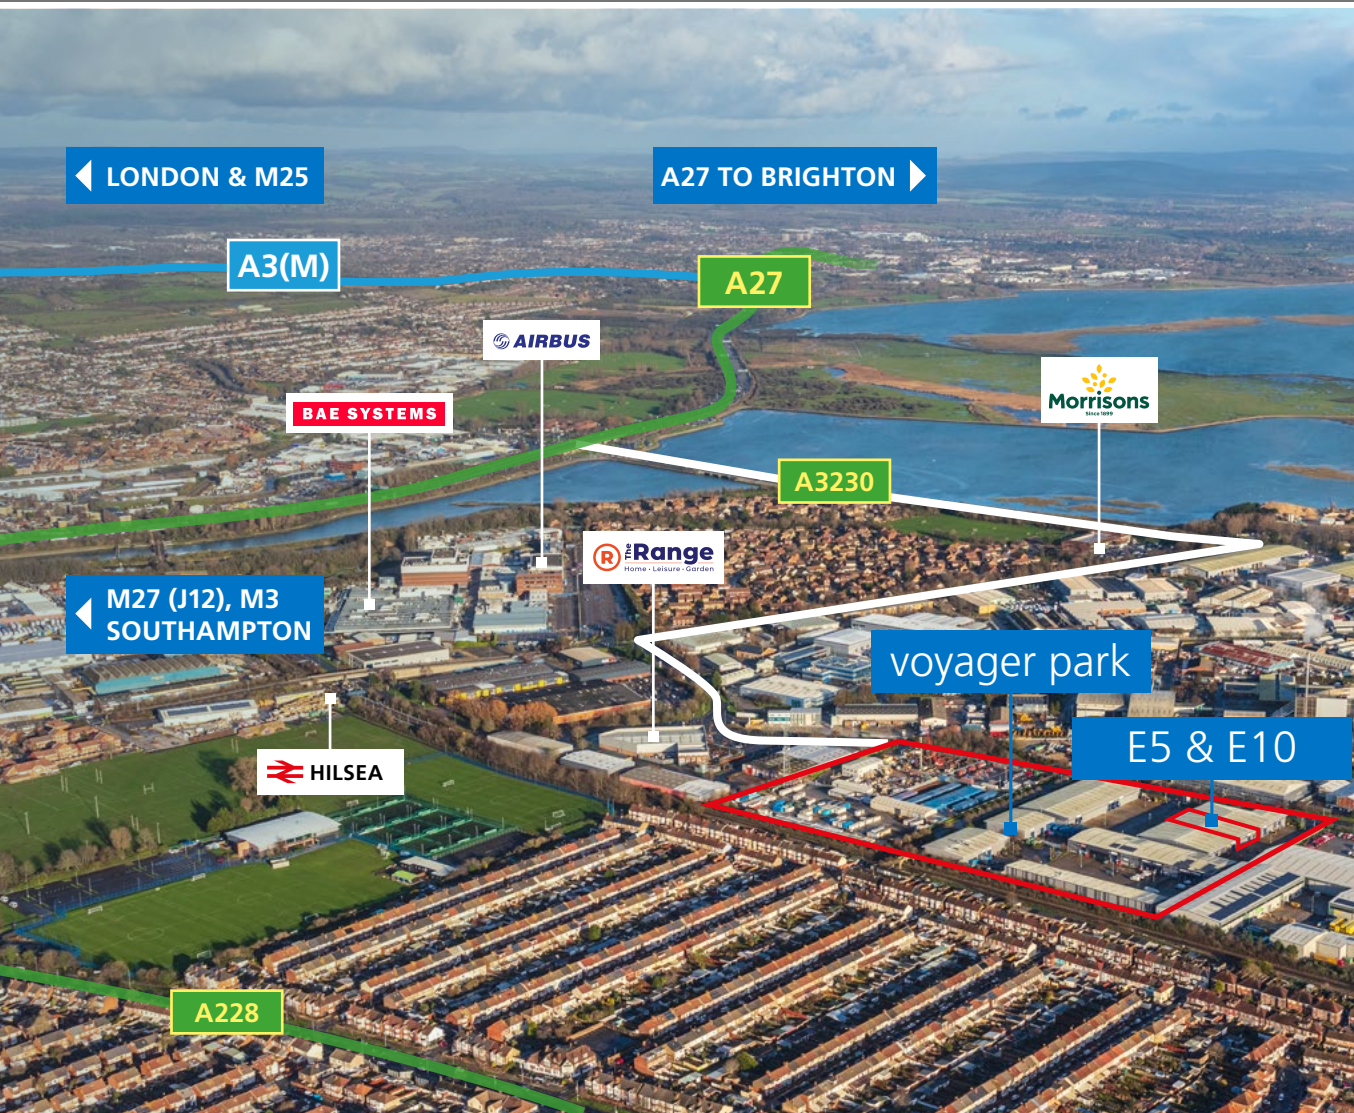 LONDON & M25
A27 TO BRIGHTON
A3(M)
A27
AIRBUS
BAE SYSTEMS
Morrisons
Since 1899
A3230
R The Range
Home • Leisure • Garden
M27 (J12), M3
SOUTHAMPTON
voyager park
E5 & E10
HILSEA
A228